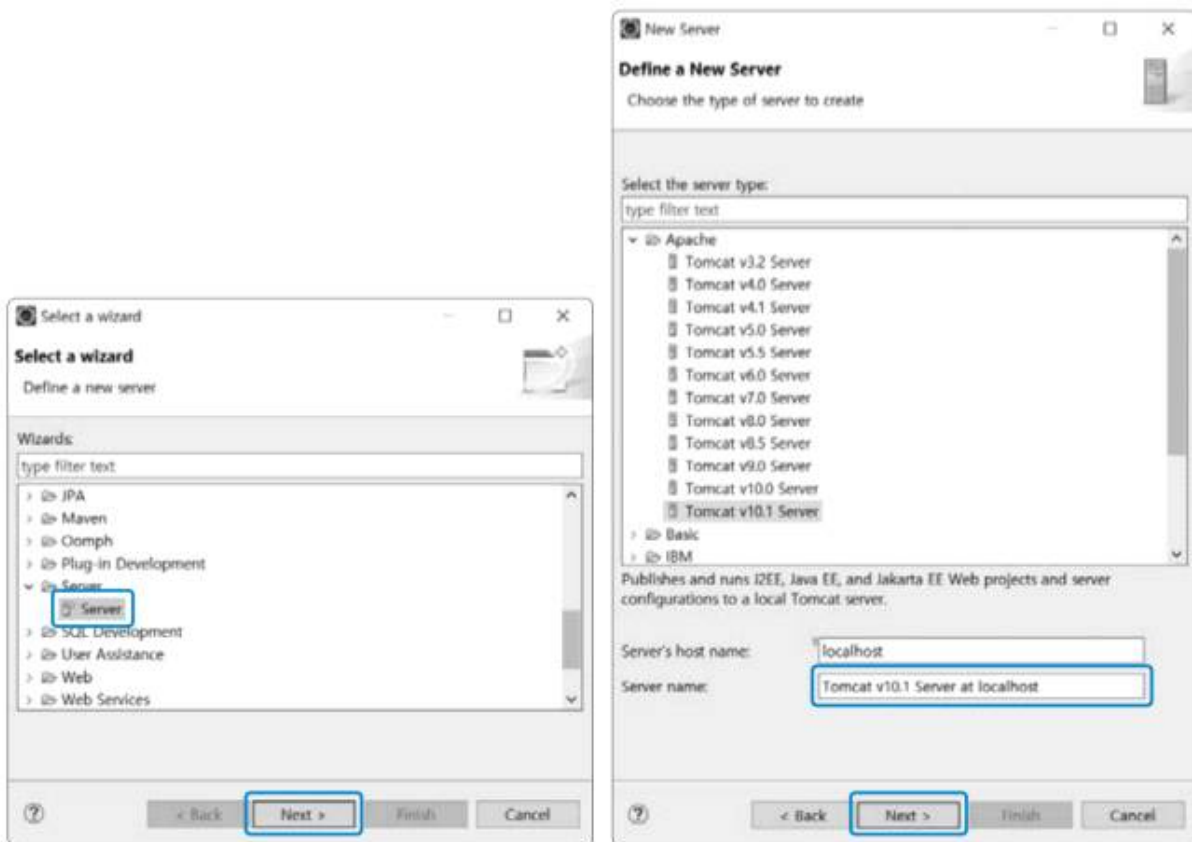 Select a wizard
Select a wizard
Define a new server
Wizards:
type filter text
JPA
Maven
Oomph
Plug-in Development
Server
Server
SQL Development
User Assistance
Web
Web Services
< Back
Next >
Finish
Cancel
New Server
Define a New Server
Choose the type of server to create
Select the server type:
type filter text
Apache
Tomcat v3.2 Server
Tomcat v4.0 Server
Tomcat v4.1 Server
Tomcat v5.0 Server
Tomcat v5.5 Server
Tomcat v6.0 Server
Tomcat v7.0 Server
Tomcat v8.0 Server
Tomcat v8.5 Server
Tomcat v9.0 Server
Tomcat v10.0 Server
Tomcat v10.1 Server
Basic
IBM
Publishes and runs J2EE, Java EE, and Jakarta EE Web projects and server
configurations to a local Tomcat server.
Server's host name: localhost
Server name: Tomcat v10.1 Server at localhost
< Back
Next >
Finish
Cancel